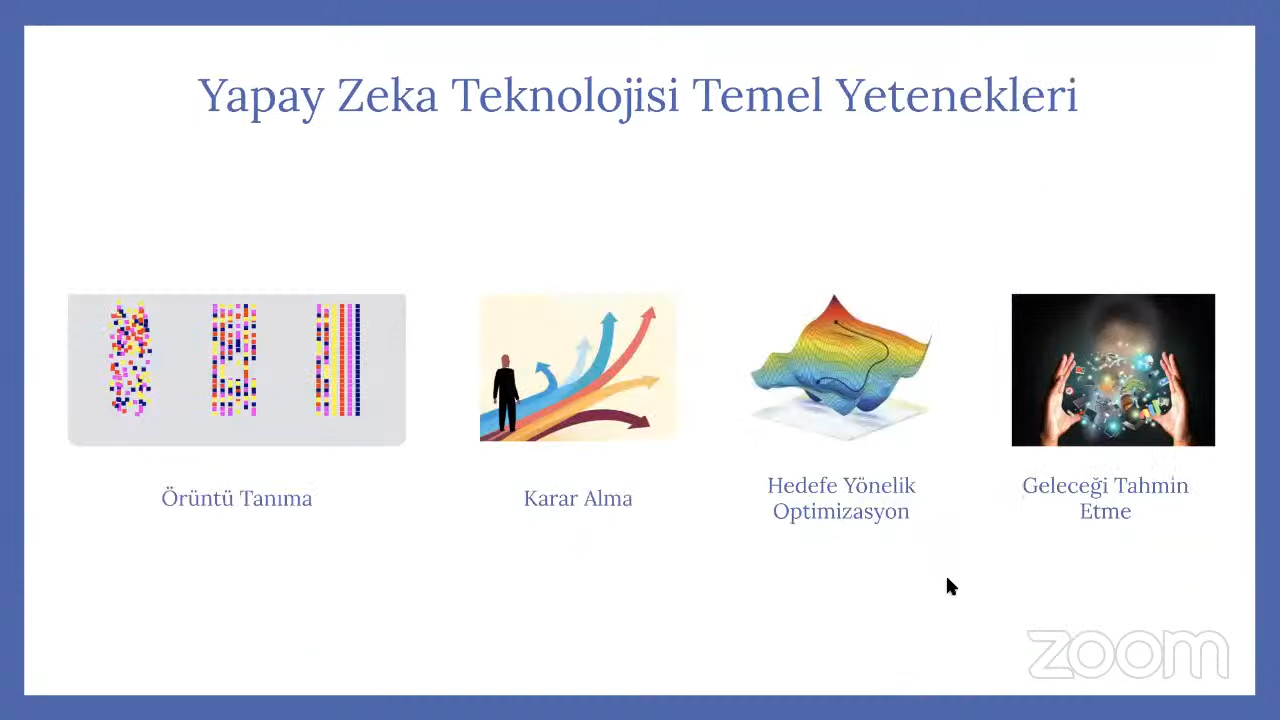 Yapay Zeka Teknolojisi Temel Yetenekleri
Örüntü Tanıma
Karar Alma
Hedefe Yönelik
Optimizasyon
Geleceği Tahmin
Etme
zoom